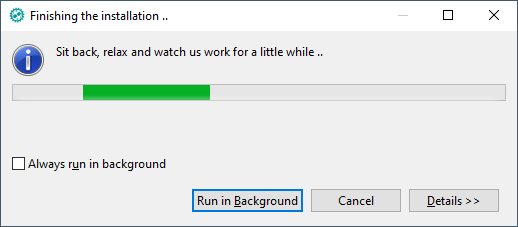 Finishing the installation ..
Sit back, relax and watch us work for a little while ..
Always run in background
Run in Background
Cancel
Details >>